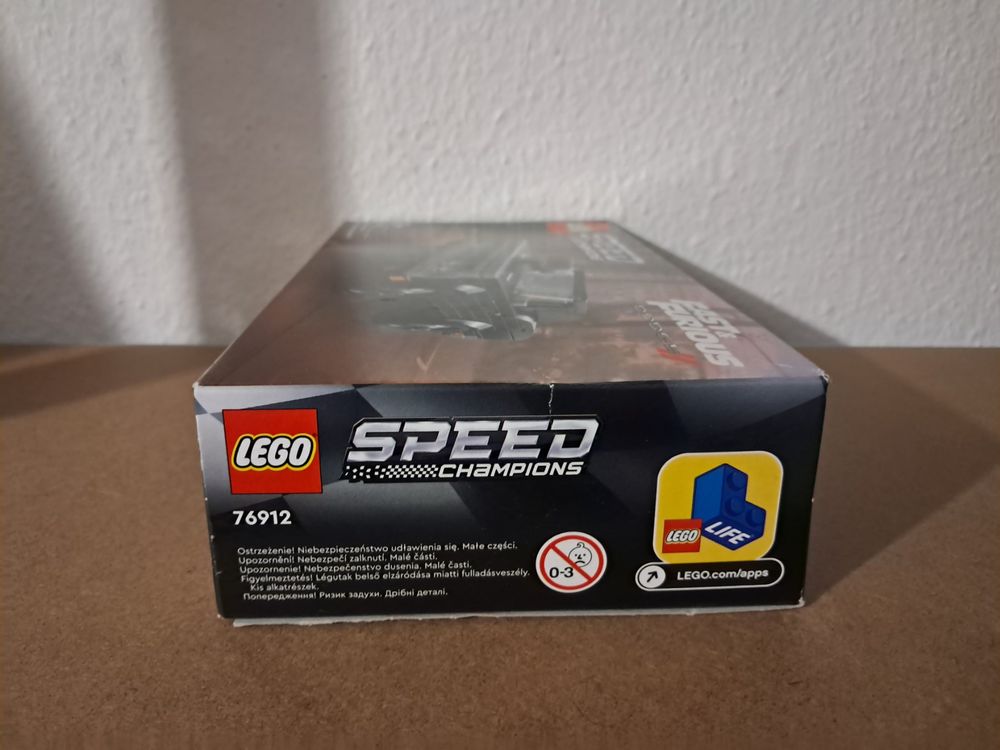 SPEED
FAST &
FURIOUS
LEGO
SPEED
CHAMPIONS
76912
Ostrzeżenie! Niebezpieczeństwo udławienia się. Małe części.
Upozornění! Nebezpečí zalknutí. Malé části.
Upozornenie! Nebezpečenstvo dusenia. Malé časti.
Figyelmeztetés! Légutak belső elzáródása miatti fulladásveszély.
Kis alkatrészek.
Попередження! Ризик задухи. Дрібні деталі.
0-3
LEGO
LIFE
LEGO.com/apps